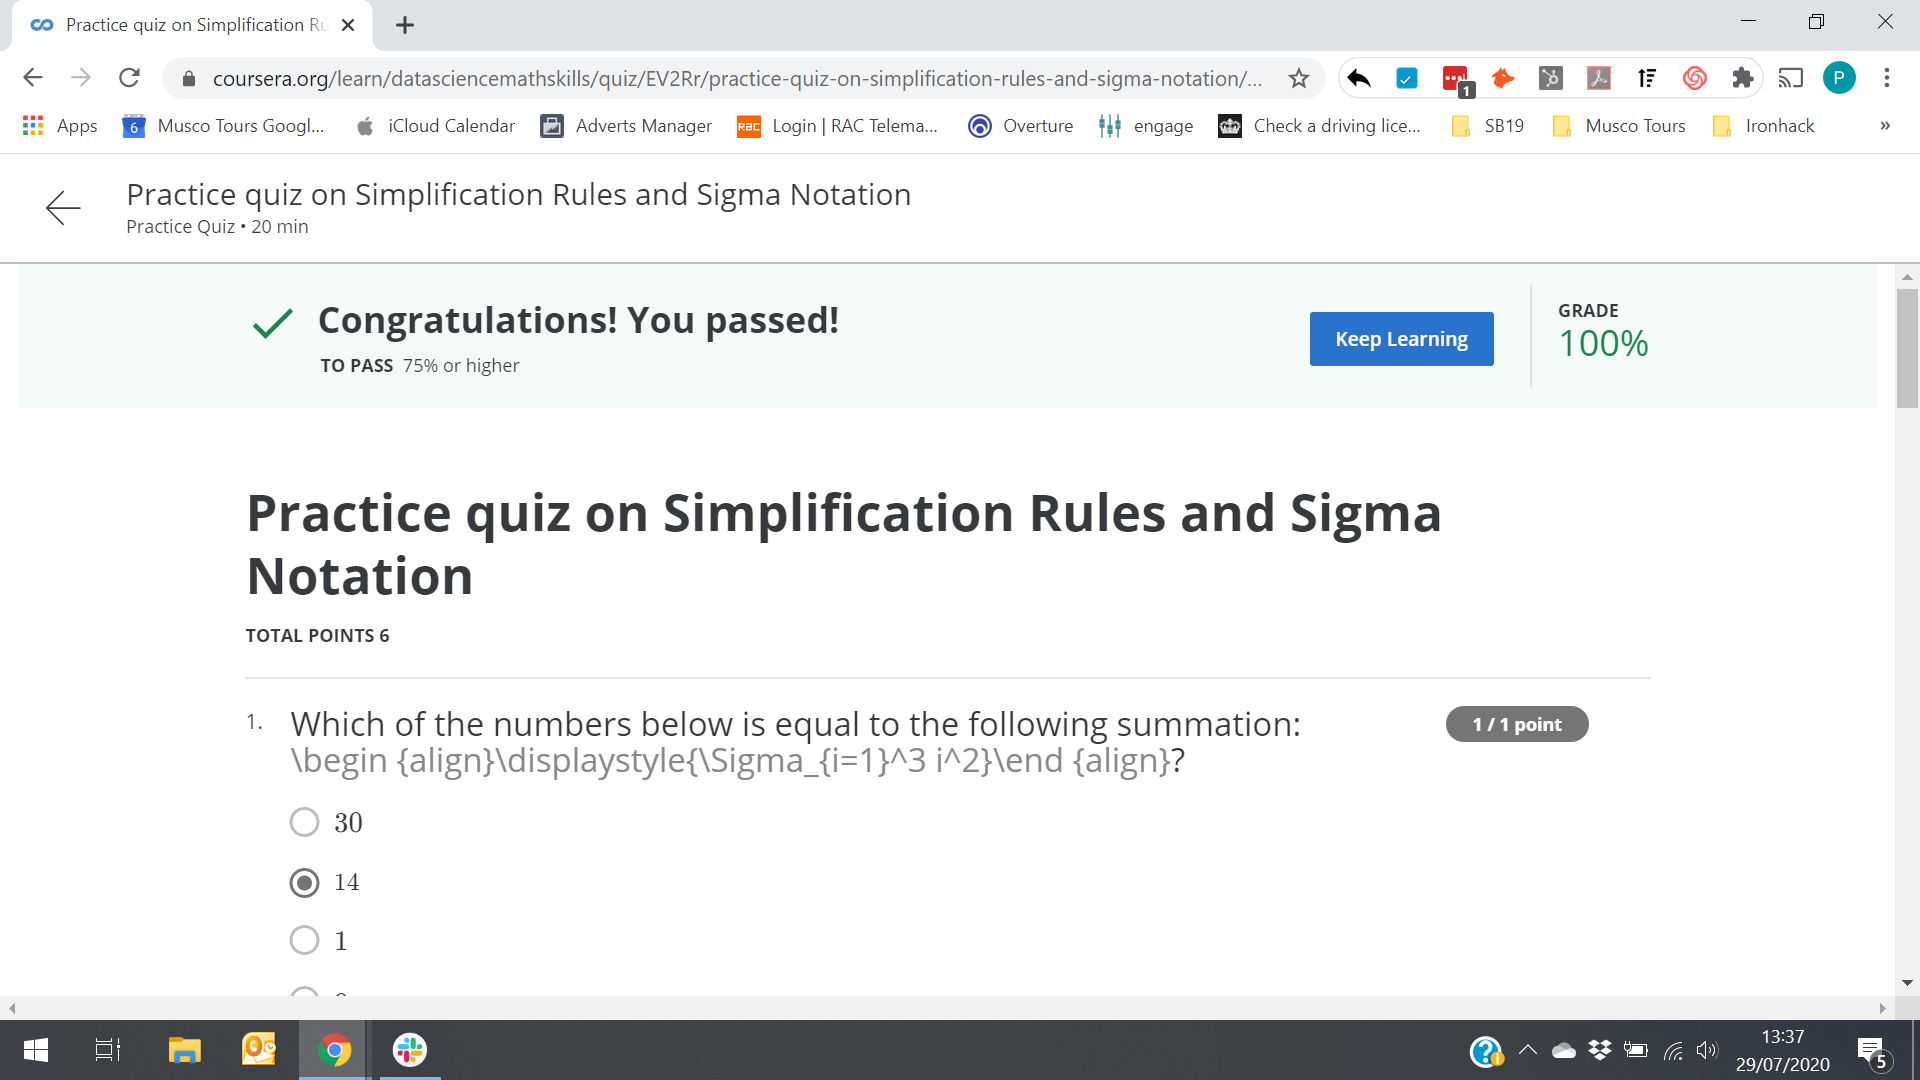 Practice quiz on Simplification Ru
coursera.org/learn/datasciencemathskills/quiz/EV2Rr/practice-quiz-on-simplification-rules-and-sigma-notation/...
1
P
Apps
6
Musco Tours Googl...
iCloud Calendar
Adverts Manager
RAC
Login | RAC Telema...
Overture
engage
Check a driving lice...
SB19
Musco Tours
Ironhack
»
Practice quiz on Simplification Rules and Sigma Notation
Practice Quiz • 20 min
Congratulations! You passed!
TO PASS 75% or higher
Keep Learning
GRADE
100%
Practice quiz on Simplification Rules and Sigma
Notation
TOTAL POINTS 6
1. Which of the numbers below is equal to the following summation:
\begin {align}\displaystyle{\Sigma_{i=1}^3 i^2}\end {align}?
1 / 1 point
30
14
1
13:37
29/07/2020
5